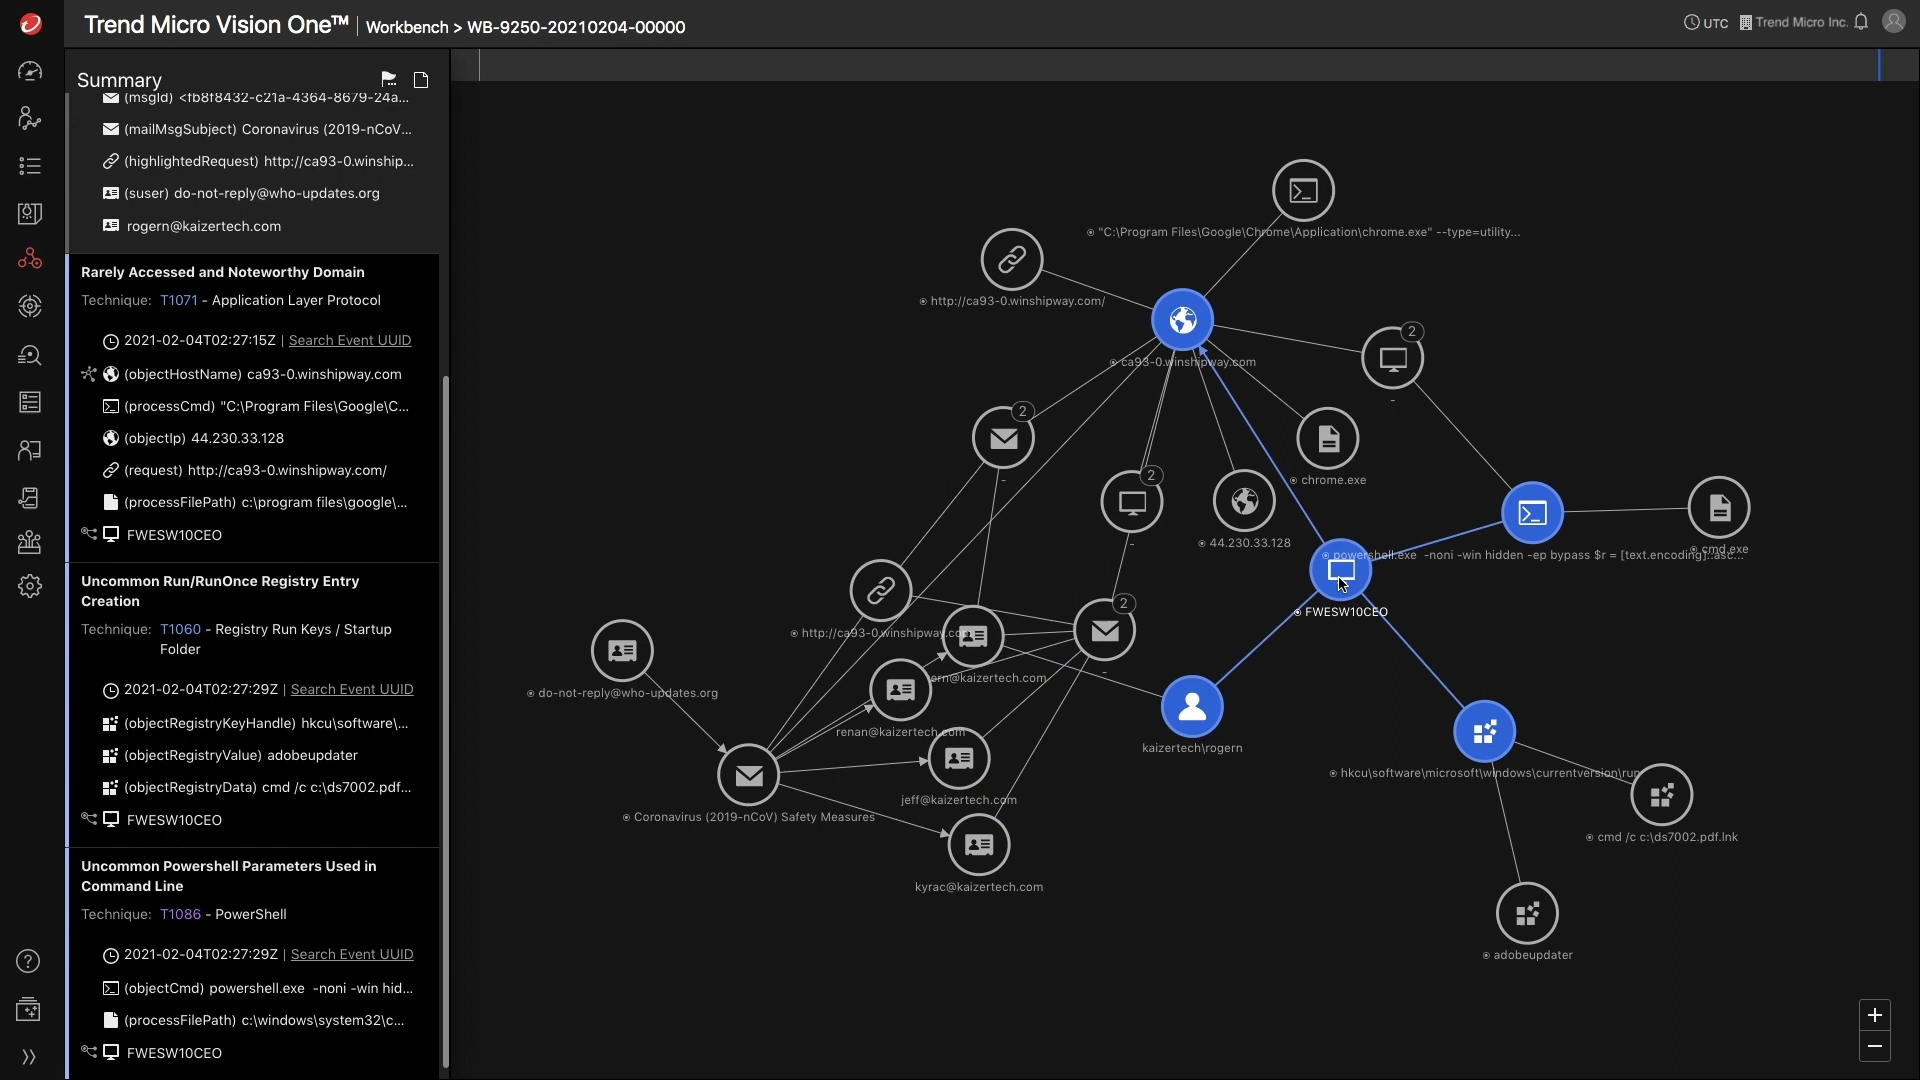 Trend Micro Vision One™ | Workbench > WB-9250-20210204-00000
UTC
Trend Micro Inc.
Summary
(msgId) <fb8f8432-c21a-4364-8679-24a...
(mailMsgSubject) Coronavirus (2019-nCoV...
(highlightedRequest) http://ca93-0.winship...
(suser) do-not-reply@who-updates.org
rogern@kaizertech.com
Rarely Accessed and Noteworthy Domain
Technique: T1071 - Application Layer Protocol
2021-02-04T02:27:15Z | Search Event UUID
(objectHostName) ca93-0.winshipway.com
(processCmd) "C:\Program Files\Google\C...
(objectIp) 44.230.33.128
(request) http://ca93-0.winshipway.com/
(processFilePath) c:\program files\google\...
FWESW10CEO
Uncommon Run/RunOnce Registry Entry
Creation
Technique: T1060 - Registry Run Keys / Startup
Folder
2021-02-04T02:27:29Z | Search Event UUID
(objectRegistryKeyHandle) hkcu\software\...
(objectRegistryValue) adobeupdater
(objectRegistryData) cmd /c c:\ds7002.pdf...
FWESW10CEO
Uncommon Powershell Parameters Used in
Command Line
Technique: T1086 - PowerShell
2021-02-04T02:27:29Z | Search Event UUID
(objectCmd) powershell.exe -noni -win hid...
(processFilePath) c:\windows\system32\c...
FWESW10CEO
"C:\Program Files\Google\Chrome\Application\chrome.exe" --type=utility...
http://ca93-0.winshipway.com/
2
ca93-0.winshipway.com
-
2
-
2
-
chrome.exe
44.230.33.128
cmd.exe
powershell.exe -noni -win hidden -ep bypass $r = [text.encoding]::asc...
FWESW10CEO
2
-
http://ca93-0.winshipway.com
do-not-reply@who-updates.org
ern@kaizertech.com
renan@kaizertech.com
kaizertech\rogern
hkcu\software\microsoft\windows\currentversion\run
jeff@kaizertech.com
Coronavirus (2019-nCoV) Safety Measures
cmd /c c:\ds7002.pdf.lnk
kyrac@kaizertech.com
adobeupdater
+
−